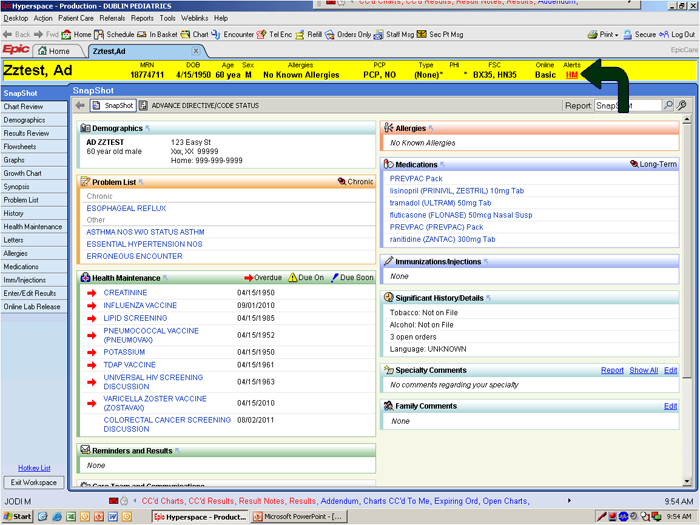 Hyperspace - Production - DUBLIN PEDIATRICS
CC'd Charts, CC'd Results, Result Notes, Results, Addendum,
Desktop Action Patient Care Referrals Reports Tools Weblinks Help
Back Fwd Home Schedule In Basket Chat Encounter Tel Enc Refill Orders Only Staff Msg Sec Pt Msg Print Secure Log Out
Epic Home Zztest,Ad EpicCare
MRN DOB Age Sex Allergies PCP Type PHI FSC Online Alerts
Zztest, Ad 18774711 4/15/1950 60 yea M No Known Allergies PCP, NO (None)* * BX35, HN35 Basic HM
SnapShot
Chart Review
Demographics
Results Review
Flowsheets
Graphs
Growth Chart
Synopsis
Problem List
History
Health Maintenance
Letters
Allergies
Medications
Imm/Injections
Enter/Edit Results
Online Lab Release
Hotkey List
Exit Workspace
SnapShot
SnapShot ADVANCE DIRECTIVE/CODE STATUS Report: SnapShot
Demographics
AD ZZTEST 123 Easy St
60 year old male Xxx, XX 99999
Home: 999-999-9999
Problem List Chronic
Chronic
ESOPHAGEAL REFLUX
Other
ASTHMA NOS W/O STATUS ASTHM
ESSENTIAL HYPERTENSION NOS
ERRONEOUS ENCOUNTER
Health Maintenance Overdue Due On Due Soon
CREATININE 04/15/1950
INFLUENZA VACCINE 09/01/2010
LIPID SCREENING 04/15/1985
PNEUMOCOCCAL VACCINE 04/15/1952
(PNEUMOVAX)
POTASSIUM 04/15/1950
TDAP VACCINE 04/15/1961
UNIVERSAL HIV SCREENING 04/15/1963
DISCUSSION
VARICELLA ZOSTER VACCINE 04/15/2010
(ZOSTAVAX)
COLORECTAL CANCER SCREENING 08/02/2011
DISCUSSION
Reminders and Results
None
Care Team and Communications
Allergies
No Known Allergies
Medications Long-Term
PREVPAC Pack
lisinopril (PRINIVIL, ZESTRIL) 10mg Tab
tramadol (ULTRAM) 50mg Tab
fluticasone (FLONASE) 50mcg Nasal Susp
PREVPAC (PREVPAC) Pack
ranitidine (ZANTAC) 300mg Tab
Immunizations/Injections
None
Significant History/Details
Tobacco: Not on File
Alcohol: Not on File
3 open orders
Language: UNKNOWN
Specialty Comments Report Show All Edit
No comments regarding your specialty
Family Comments Edit
None
JODI M CC'd Charts, CC'd Results, Result Notes, Results, Addendum, Charts CC'd To Me, Expiring Ord, Open Charts, 9:54 AM
Start Hyperspace - Product... Microsoft PowerPoint - [... 9:54 AM